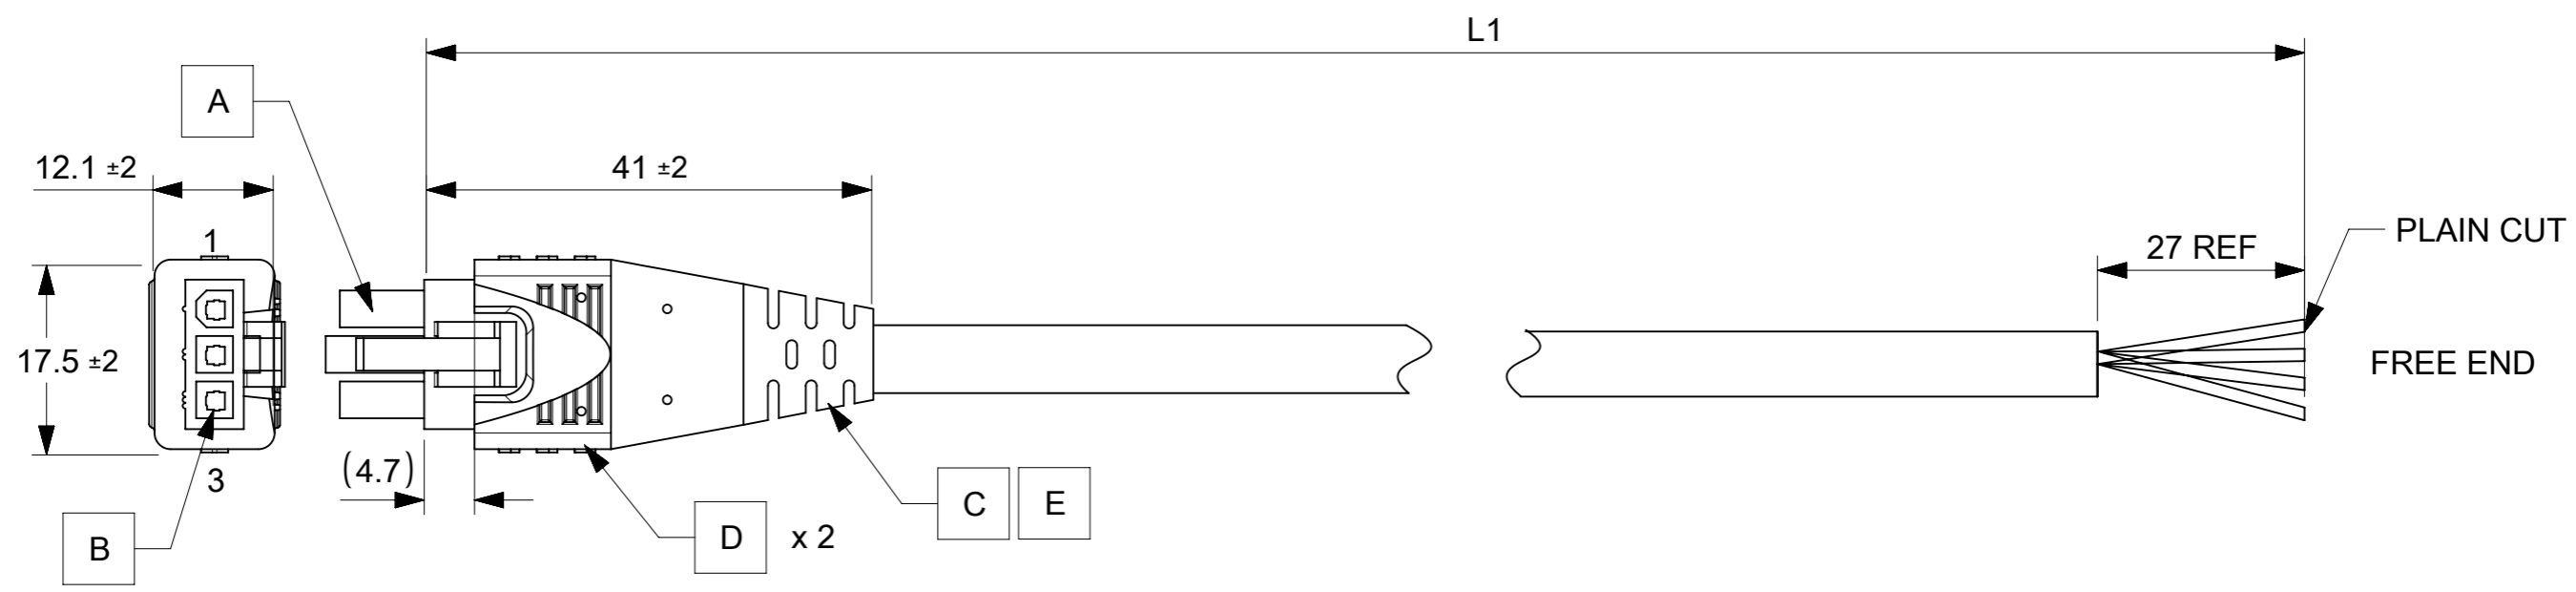 L1
A
12.1 ±2
41 ±2
1
27 REF
PLAIN CUT
17.5 ±2
FREE END
(4.7)
3
C
E
B
D
x 2